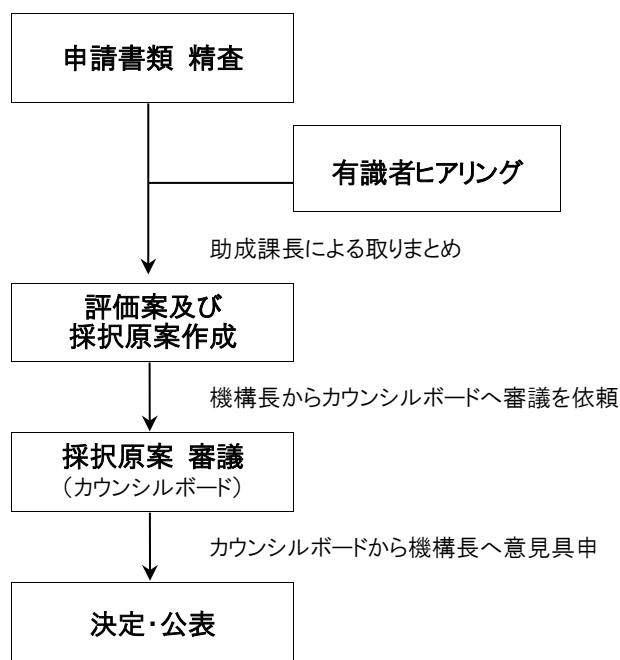 申請書類 精査
有識者ヒアリング
助成課長による取りまとめ
評価案及び
採択原案作成
機構長からカウンシルボードへ審議を依頼
採択原案 審議
（カウンシルボード）
カウンシルボードから機構長へ意見具申
決定・公表